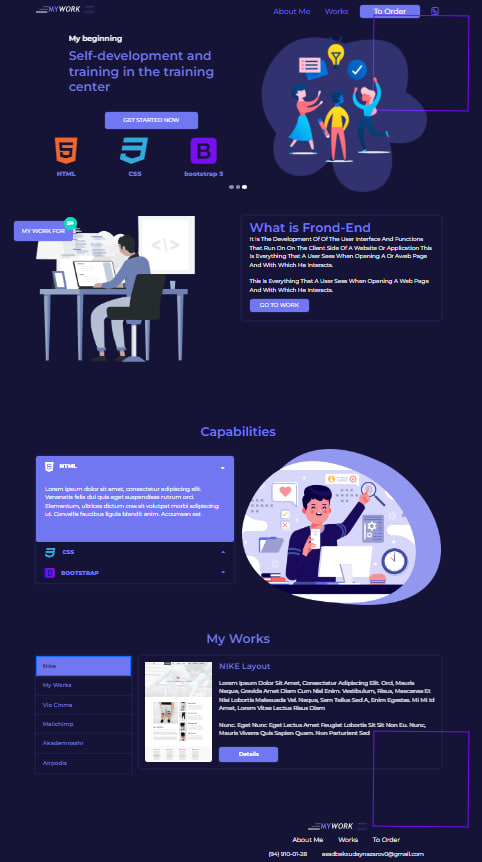 MYWORK
About Me Works To Order
My beginning
Self-development and
training in the training
center
GET STARTED NOW
HTML CSS bootstrap 5
MY WORK FOR
</>
What is Frond-End
It Is The Development Of Of The User Interface And Functions
That Run On On The Client Side Of A Website Or Application This
Is Everything That A User Sees When Opening A Or Aweb Page
And With Which He Interacts.
This Is Everything That A User Sees When Opening A Web Page
And With Which He Interacts.
GO TO WORK
Capabilities
HTML
Lorem ipsum dolor sit amet, consectetur adipiscing elit.
Venenatis felis dui quis eget suspendisse rutrum orci.
Elementum, ultrices dictum cras elit volutpat morbi adipiscing
ut. Convallis faucibus ligula blandit enim. Accumsan est
CSS
BOOTSTRAP
My Works
Nike
My Works
Vio Cinma
Mailchimp
Akademnashr
Airpods
NIKE Layout
Lorem Ipsum Dolor Sit Amet, Consectetur Adipiscing Elit. Orci, Mauris
Neque, Gravida Amet Diam Cum Nisl Enim. Vestibulum, Risus, Maecenas Et
Nisi Lobortis Malesuada Vel. Neque, Sem Tellus Sed A, Enim Egestas. Mi Mi Id
Amet, Lorem Vitae Lectus Risus Diam
Nunc. Eget Nunc Eget Lectus Amet Feugiat Lobortis Sit Sit Non Eu. Nunc,
Mauris Viverra Quis Sapien Quam. Non Parturient Sed
Details
MYWORK
About Me Works To Order
(94) 910-01-28